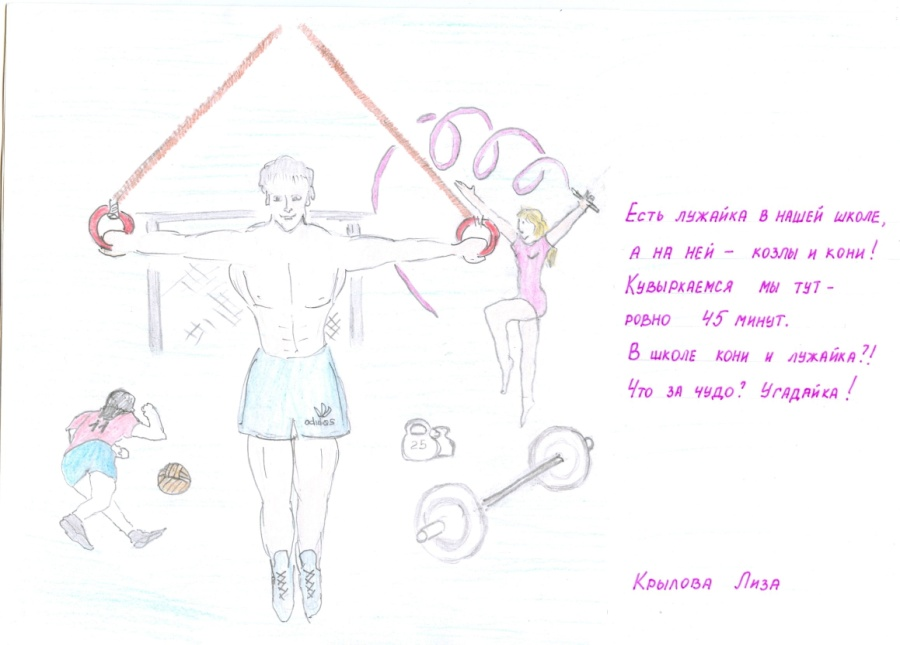 Есть лужайка в нашей школе,
а на ней - козлы и кони!
Кувыркаемся мы тут -
ровно 45 минут.
В школе кони и лужайка?!
Что за чудо? Угадайка!
Крылова Лиза
11
adidas
25